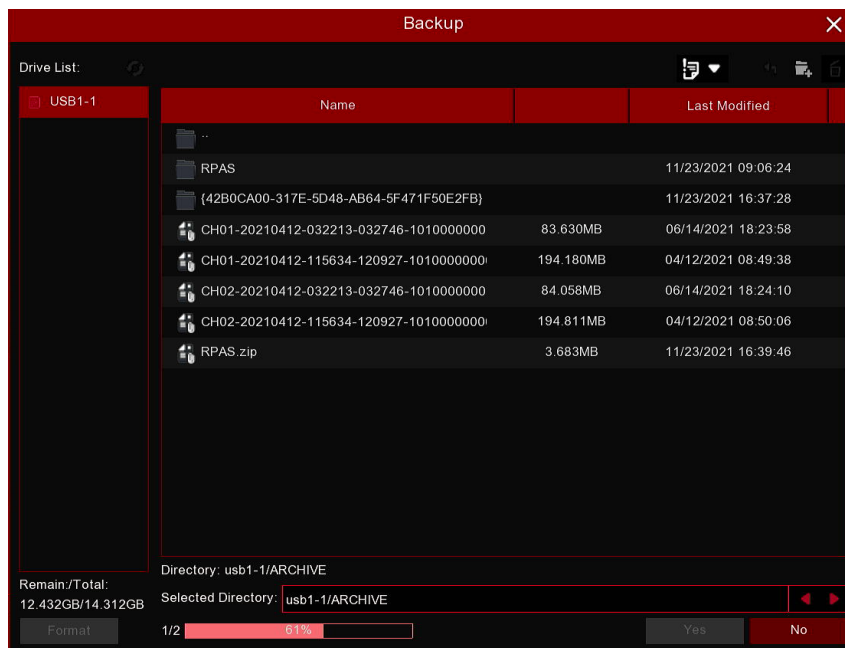 Backup
Drive List:
USB1-1
Name Last Modified
..
RPAS 11/23/2021 09:06:24
{42B0CA00-317E-5D48-AB64-5F471F50E2FB} 11/23/2021 16:37:28
CH01-20210412-032213-032746-1010000000 83.630MB 06/14/2021 18:23:58
CH01-20210412-115634-120927-1010000000 194.180MB 04/12/2021 08:49:38
CH02-20210412-032213-032746-1010000000 84.058MB 06/14/2021 18:24:10
CH02-20210412-115634-120927-1010000000 194.811MB 04/12/2021 08:50:06
RPAS.zip 3.683MB 11/23/2021 16:39:46
Directory: usb1-1/ARCHIVE
Remain:/Total:
12.432GB/14.312GB
Selected Directory: usb1-1/ARCHIVE
Format 1/2 61% Yes No